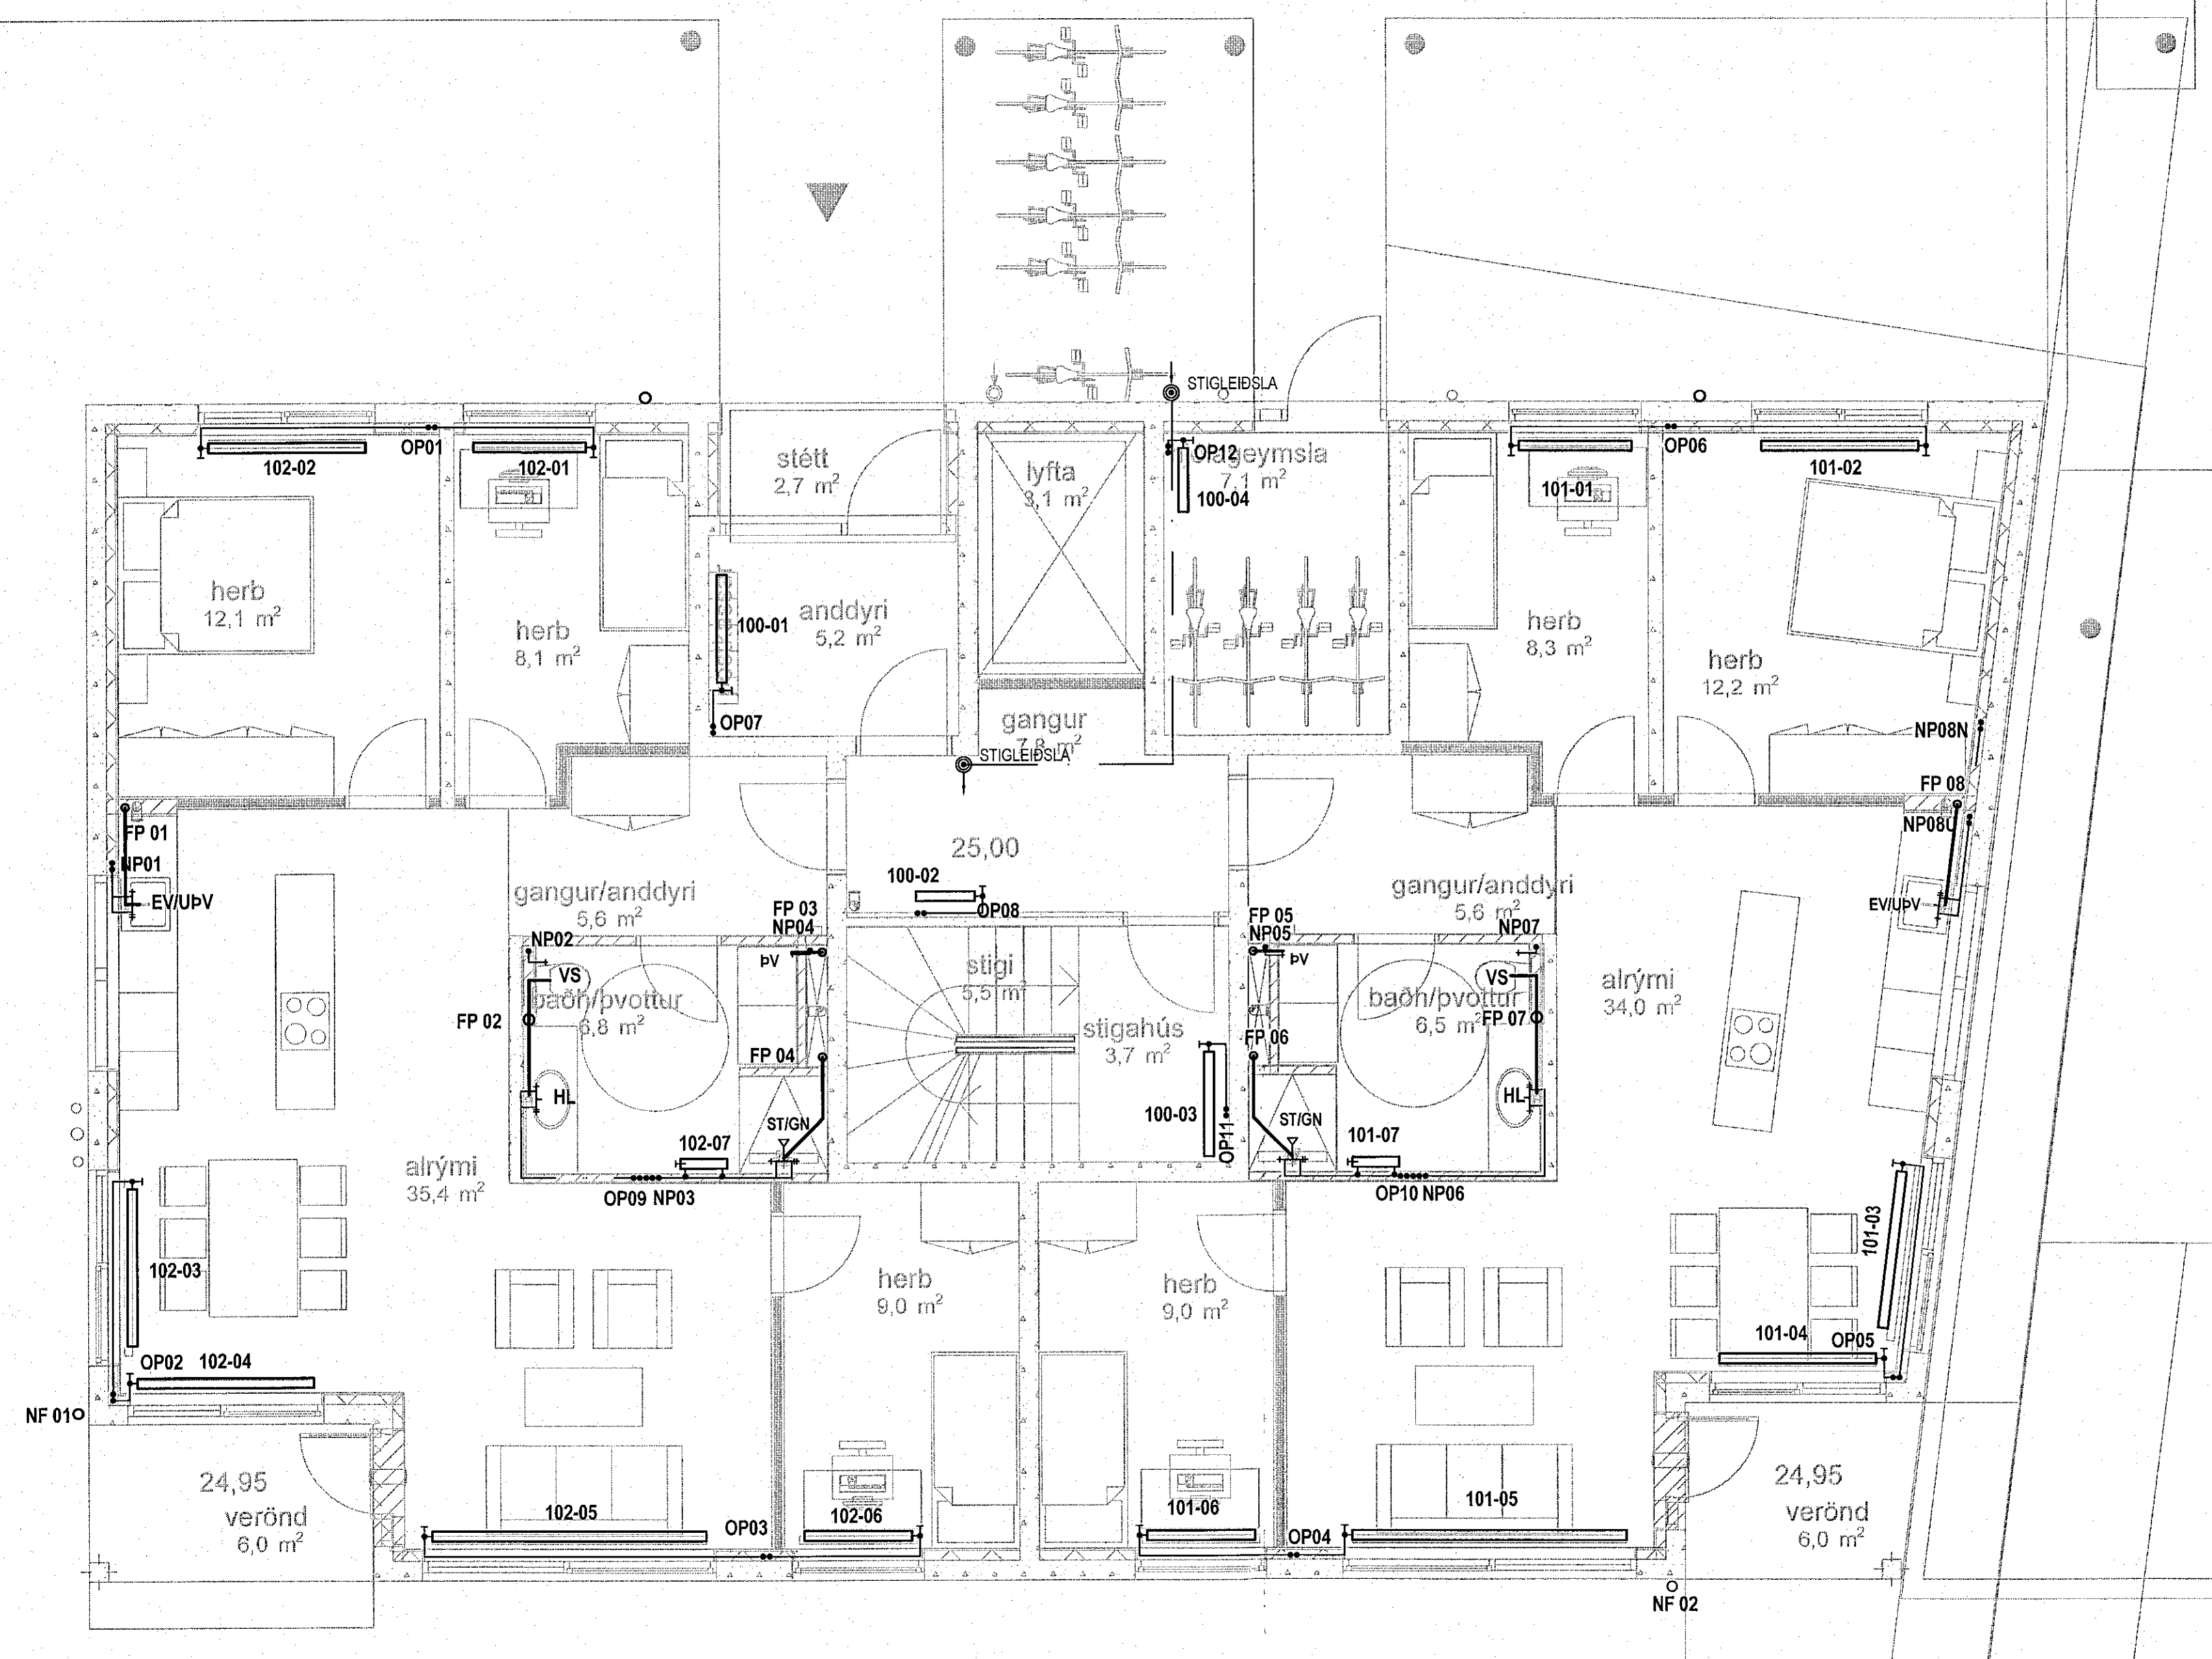 STIGLEIÐSLA
102-02
OP01
102-01
stétt
2,7 m²
lyfta
3,1 m²
OP12
7,1 m²
100-04
OP06
101-02
101-01
herb
12,1 m²
herb
8,1 m²
100-01
anddyri
5,2 m²
herb
8,3 m²
herb
12,2 m²
OP07
gangur
STIGLEIÐSLA
NP08N
FP 08
NP08U
FP 01
NP01
EV/UÞV
25,00
100-02
OP08
gangur/anddyri
5,6 m²
gangur/anddyri
5,6 m²
EV/UÞV
FP 03
NP04
FP 05
NP05
NP07
NP02
ÞV
ÞV
VS
baðh/þvottur
6,8 m²
FP 02
stigi
5,5 m²
VS
baðh/þvottur
6,5 m²
FP 07
alrými
34,0 m²
FP 04
stigahús
3,7 m²
FP 06
HL
HL
ST/GN
100-03
OP11
ST/GN
102-07
101-07
alrými
35,4 m²
OP09 NP03
OP10 NP06
102-03
101-03
herb
9,0 m²
herb
9,0 m²
OP02
102-04
101-04
OP05
NF 01
24,95
verönd
6,0 m²
24,95
verönd
6,0 m²
102-05
OP03
102-06
101-06
OP04
101-05
NF 02